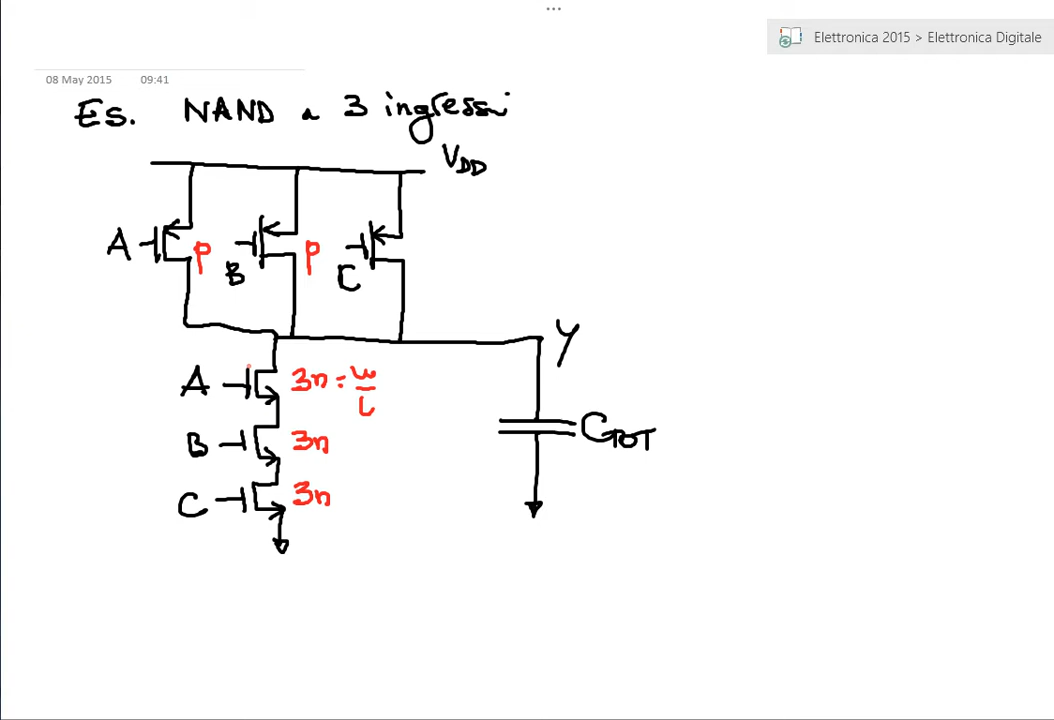 Elettronica 2015 > Elettronica Digitale
08 May 2015 09:41
Es. NAND a 3 ingressi
VDD
A p B p C
Y
A 3n = W/L
B 3n
CTOT
C 3n